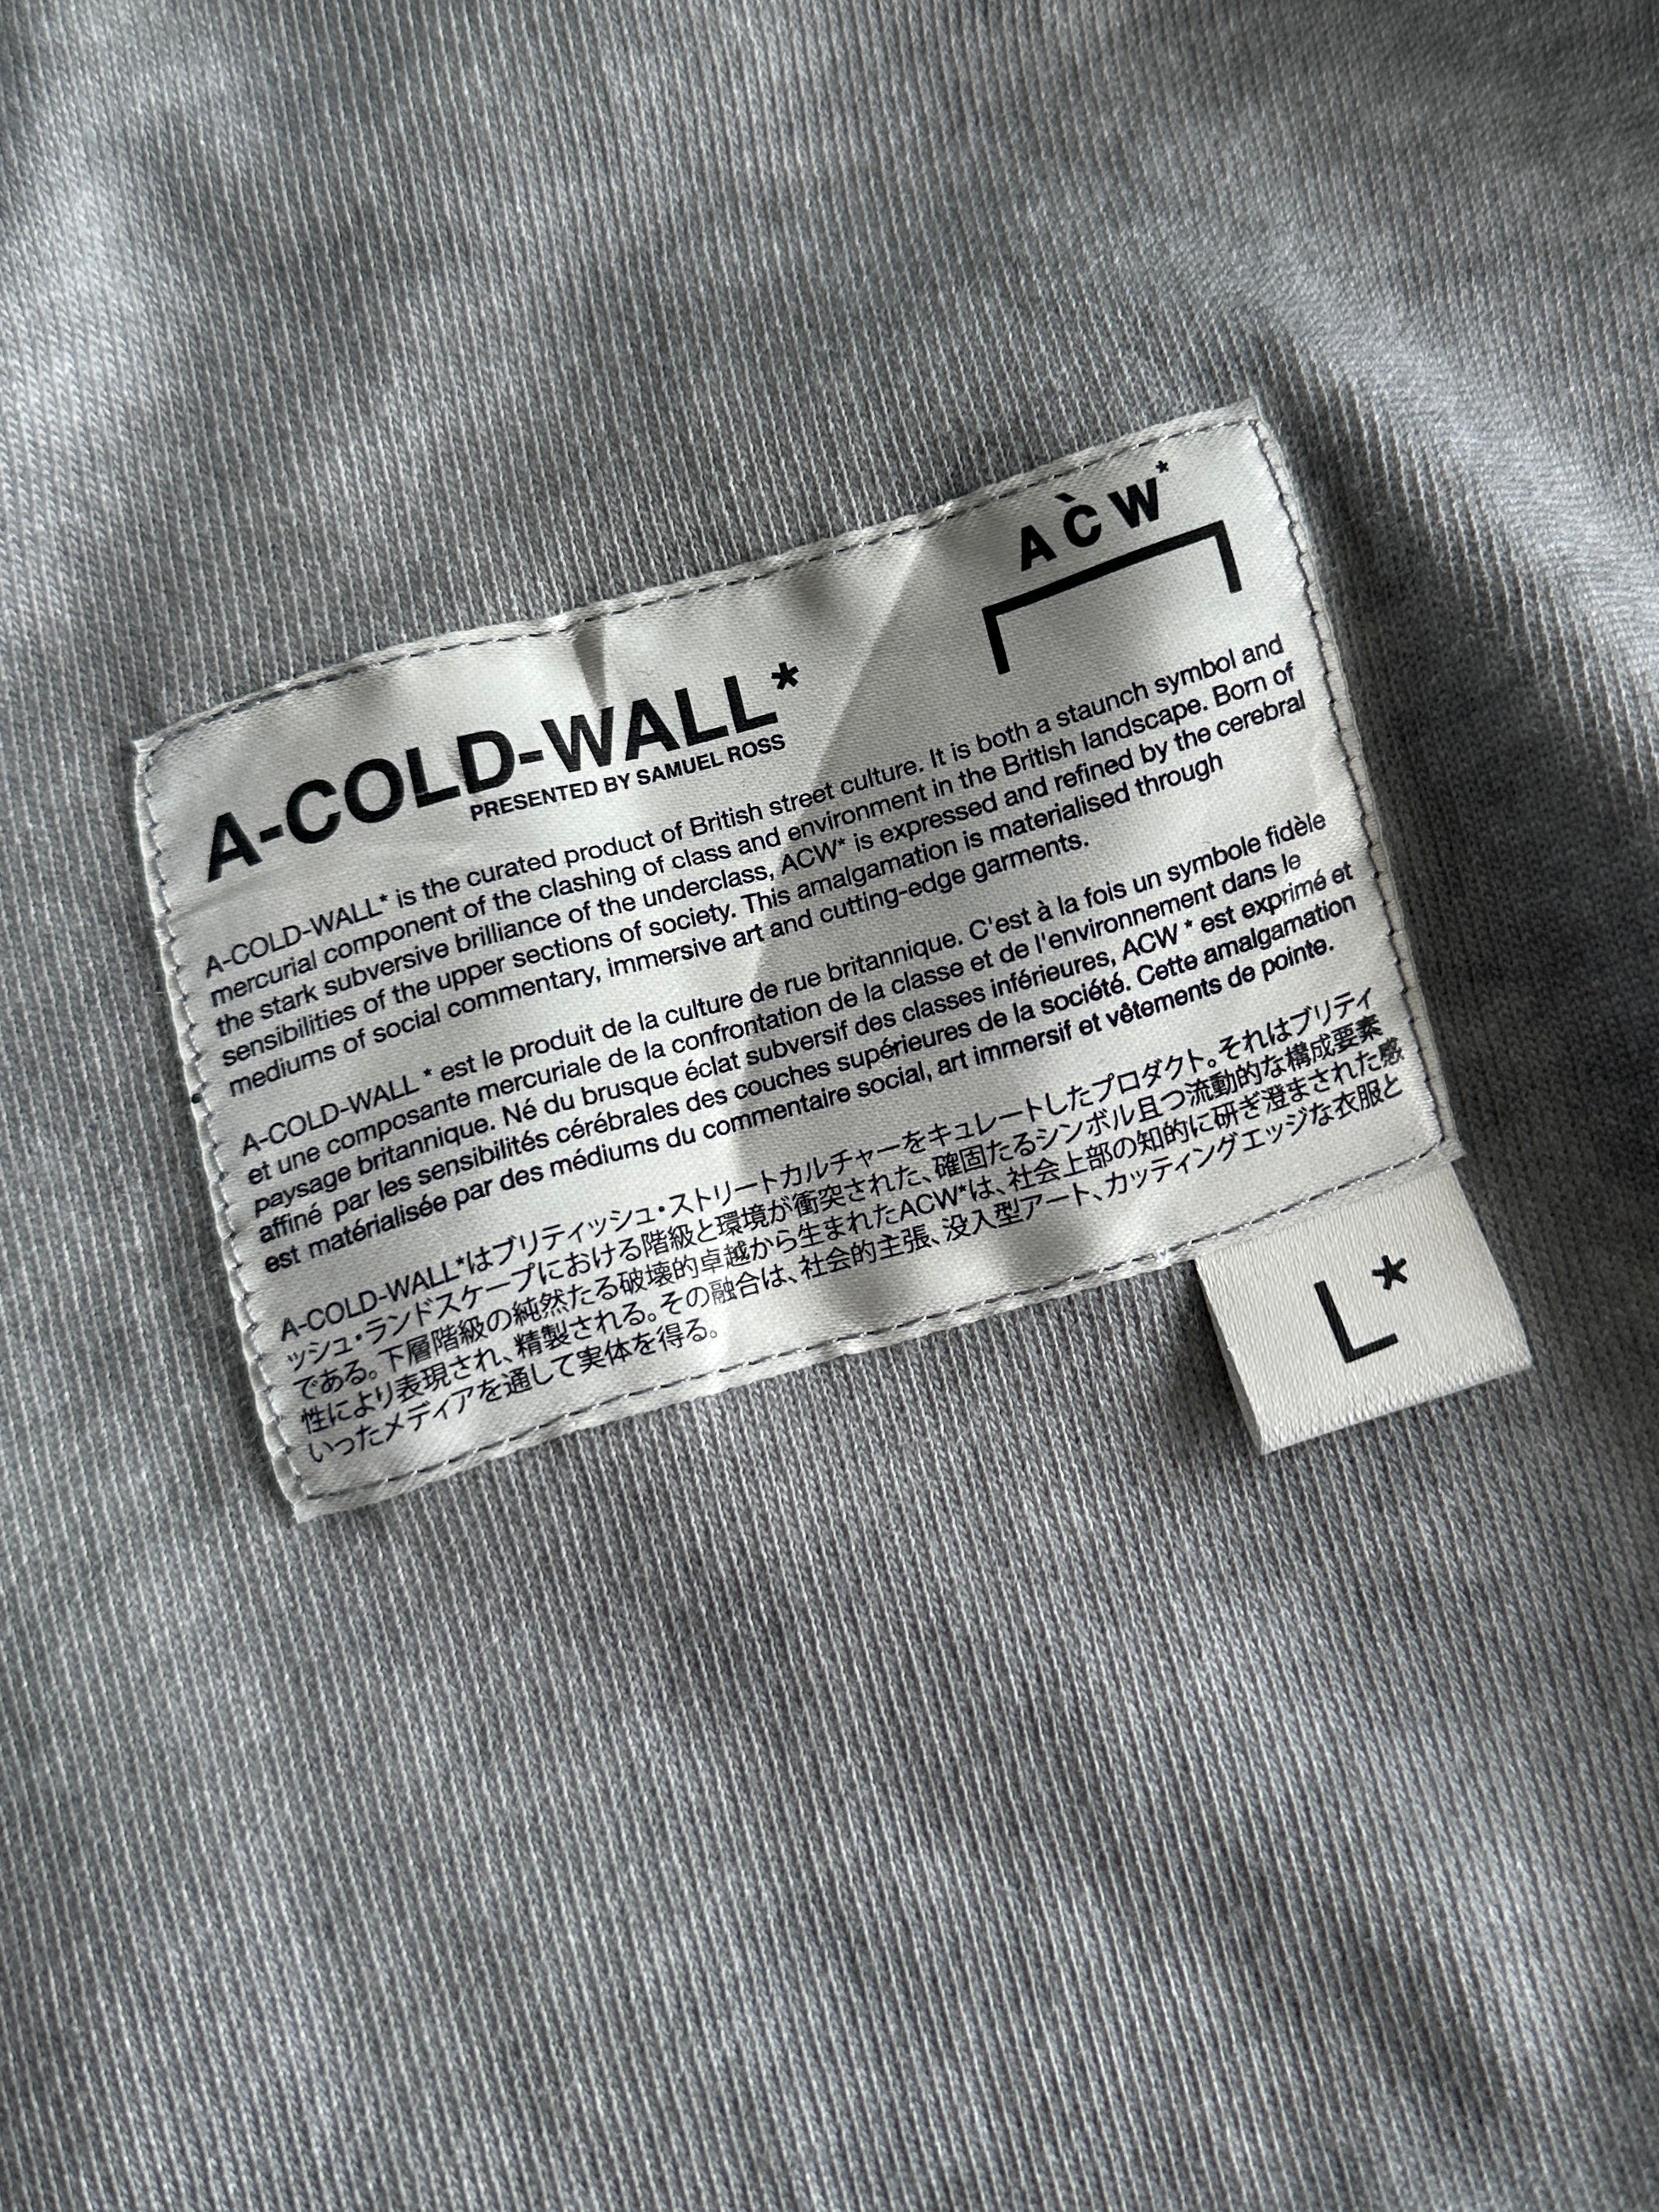 A-COLD-WALL*
PRESENTED BY SAMUEL ROSS
AC̀W*
A-COLD-WALL* is the curated product of British street culture. It is both a staunch symbol and
mercurial component of the clashing of class and environment in the British landscape. Born of
the stark subversive brilliance of the underclass, ACW* is expressed and refined by the cerebral
sensibilities of the upper sections of society. This amalgamation is materialised through
mediums of social commentary, immersive art and cutting-edge garments.
A-COLD-WALL * est le produit de la culture de rue britannique. C'est à la fois un symbole fidèle
et une composante mercuriale de la confrontation de la classe et de l'environnement dans le
paysage britannique. Né du brusque éclat subversif des classes inférieures, ACW * est exprimé et
affiné par les sensibilités cérébrales des couches supérieures de la société. Cette amalgamation
est matérialisée par des médiums du commentaire social, art immersif et vêtements de pointe.
A-COLD-WALL*はブリティッシュ・ストリートカルチャーをキュレートしたプロダクト。それはブリティ
ッシュ・ランドスケープにおける階級と環境が衝突された、確固たるシンボル且つ流動的な構成要素
である。下層階級の純然たる破壊的卓越から生まれたACW*は、社会上部の知的に研ぎ澄まされた感
性により表現され、精製される。その融合は、社会的主張、没入型アート、カッティングエッジな衣服と
いったメディアを通して実体を得る。
L*